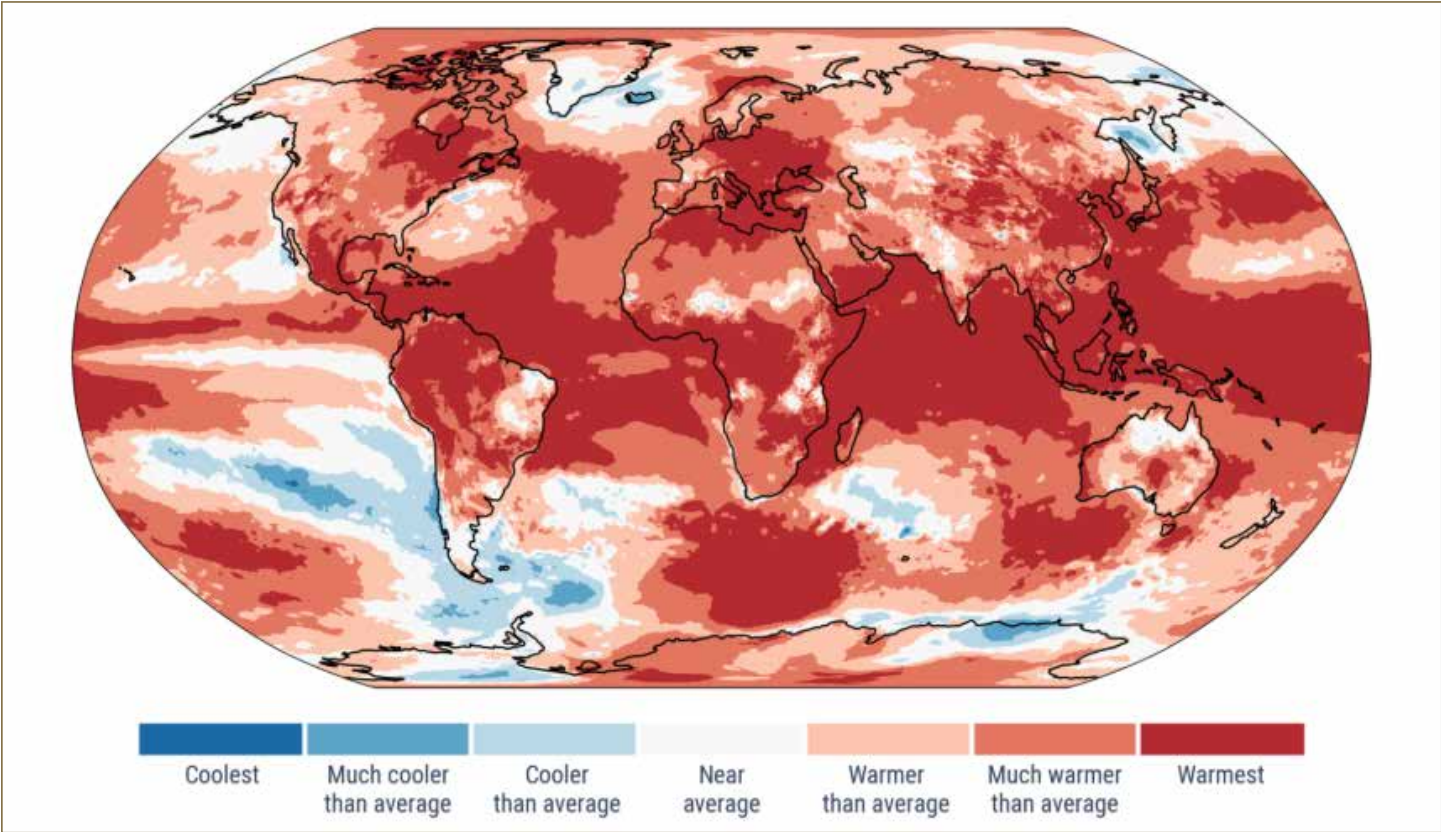 Coolest
Much cooler
than average
Cooler
than average
Near
average
Warmer
than average
Much warmer
than average
Warmest